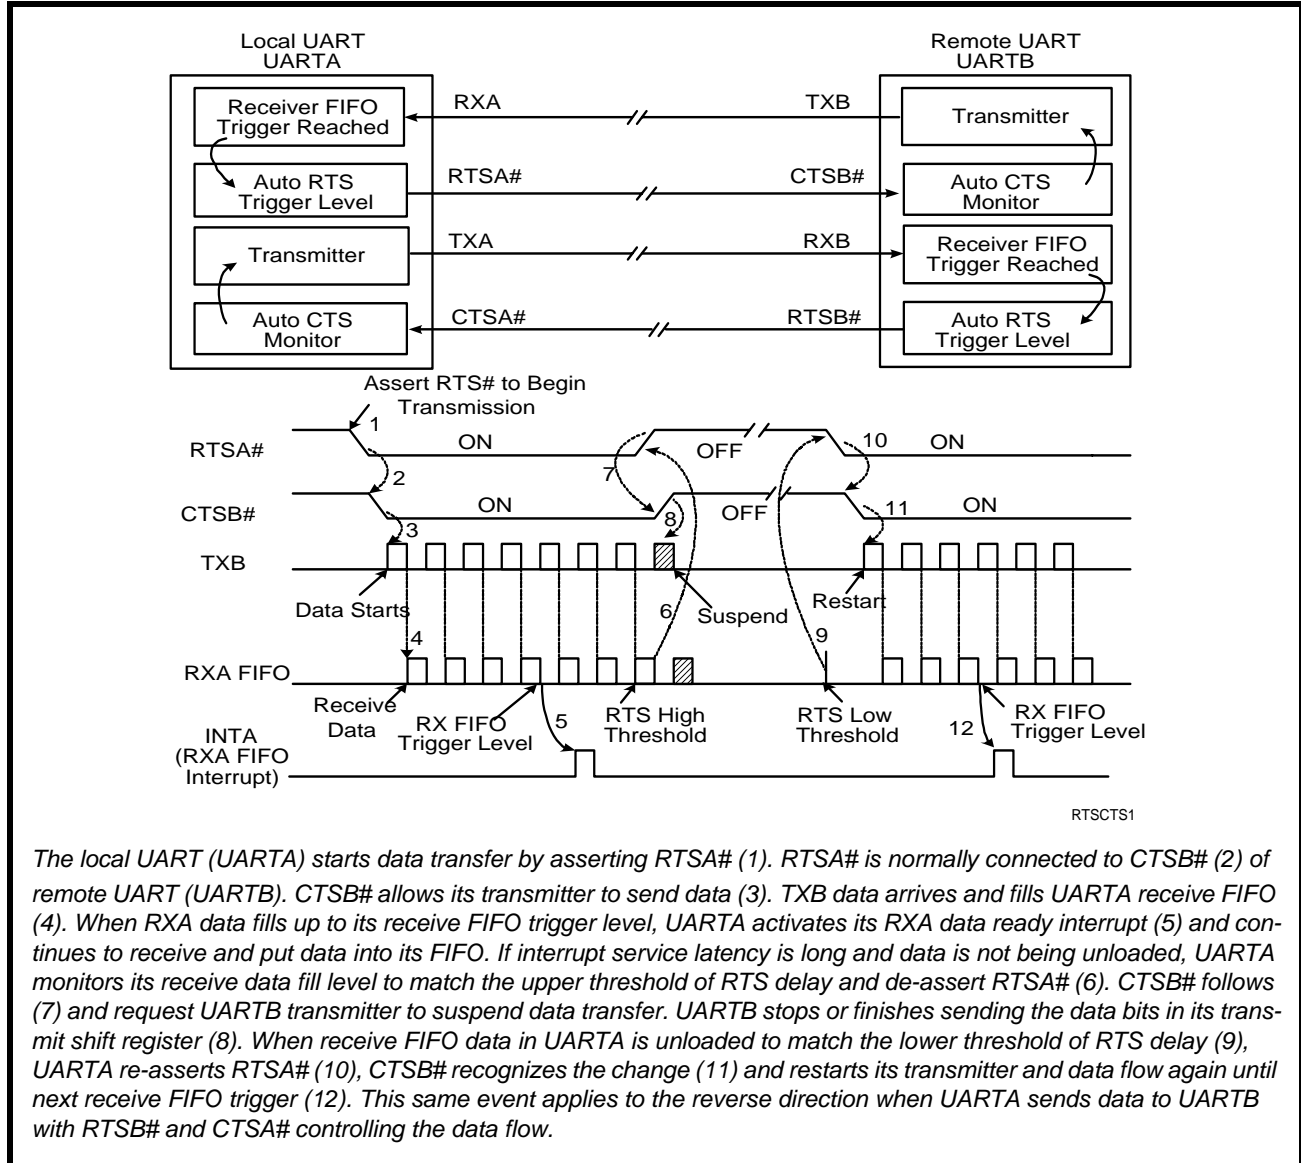 Local UART
UARTA
Remote UART
UARTB
Receiver FIFO
Trigger Reached
RXA
TXB
Transmitter
Auto RTS
Trigger Level
RTSA#
CTSB#
Auto CTS
Monitor
Transmitter
TXA
RXB
Receiver FIFO
Trigger Reached
Auto CTS
Monitor
CTSA#
RTSB#
Auto RTS
Trigger Level
Assert RTS# to Begin
Transmission
RTSA#
1
ON
OFF
10
ON
2
7
CTSB#
ON
OFF
11
ON
3
8
TXB
Data Starts
6
Suspend
Restart
4
9
RXA FIFO
Receive
Data
RX FIFO
Trigger Level
5
RTS High
Threshold
RTS Low
Threshold
12
RX FIFO
Trigger Level
INTA
(RXA FIFO
Interrupt)
RTSCTS1
The local UART (UARTA) starts data transfer by asserting RTSA# (1). RTSA# is normally connected to CTSB# (2) of
remote UART (UARTB). CTSB# allows its transmitter to send data (3). TXB data arrives and fills UARTA receive FIFO
(4). When RXA data fills up to its receive FIFO trigger level, UARTA activates its RXA data ready interrupt (5) and con-
tinues to receive and put data into its FIFO. If interrupt service latency is long and data is not being unloaded, UARTA
monitors its receive data fill level to match the upper threshold of RTS delay and de-assert RTSA# (6). CTSB# follows
(7) and request UARTB transmitter to suspend data transfer. UARTB stops or finishes sending the data bits in its trans-
mit shift register (8). When receive FIFO data in UARTA is unloaded to match the lower threshold of RTS delay (9),
UARTA re-asserts RTSA# (10), CTSB# recognizes the change (11) and restarts its transmitter and data flow again until
next receive FIFO trigger (12). This same event applies to the reverse direction when UARTA sends data to UARTB
with RTSB# and CTSA# controlling the data flow.